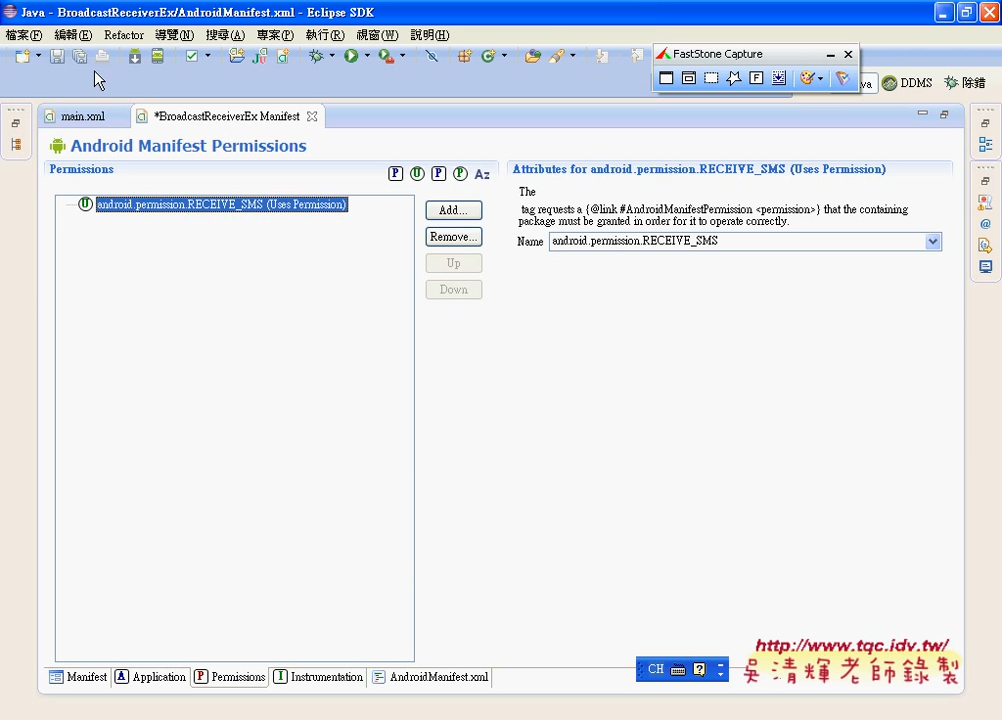 Java - BroadcastReceiverEx/AndroidManifest.xml - Eclipse SDK
檔案(F) 編輯(E) Refactor 導覽(N) 搜尋(A) 專案(P) 執行(R) 視窗(W) 說明(H)
FastStone Capture
DDMS 除錯
main.xml *BroadcastReceiverEx Manifest
Android Manifest Permissions
Permissions
P U P P Az
Attributes for android.permission.RECEIVE_SMS (Uses Permission)
U android.permission.RECEIVE_SMS (Uses Permission)
Add...
Remove...
Up
Down
The
tag requests a {@link #AndroidManifestPermission <permission>} that the containing
package must be granted in order for it to operate correctly.
Name android.permission.RECEIVE_SMS
http://www.tqc.idv.tw/
吳清輝老師錄製
CH
Manifest A Application P Permissions I Instrumentation AndroidManifest.xml